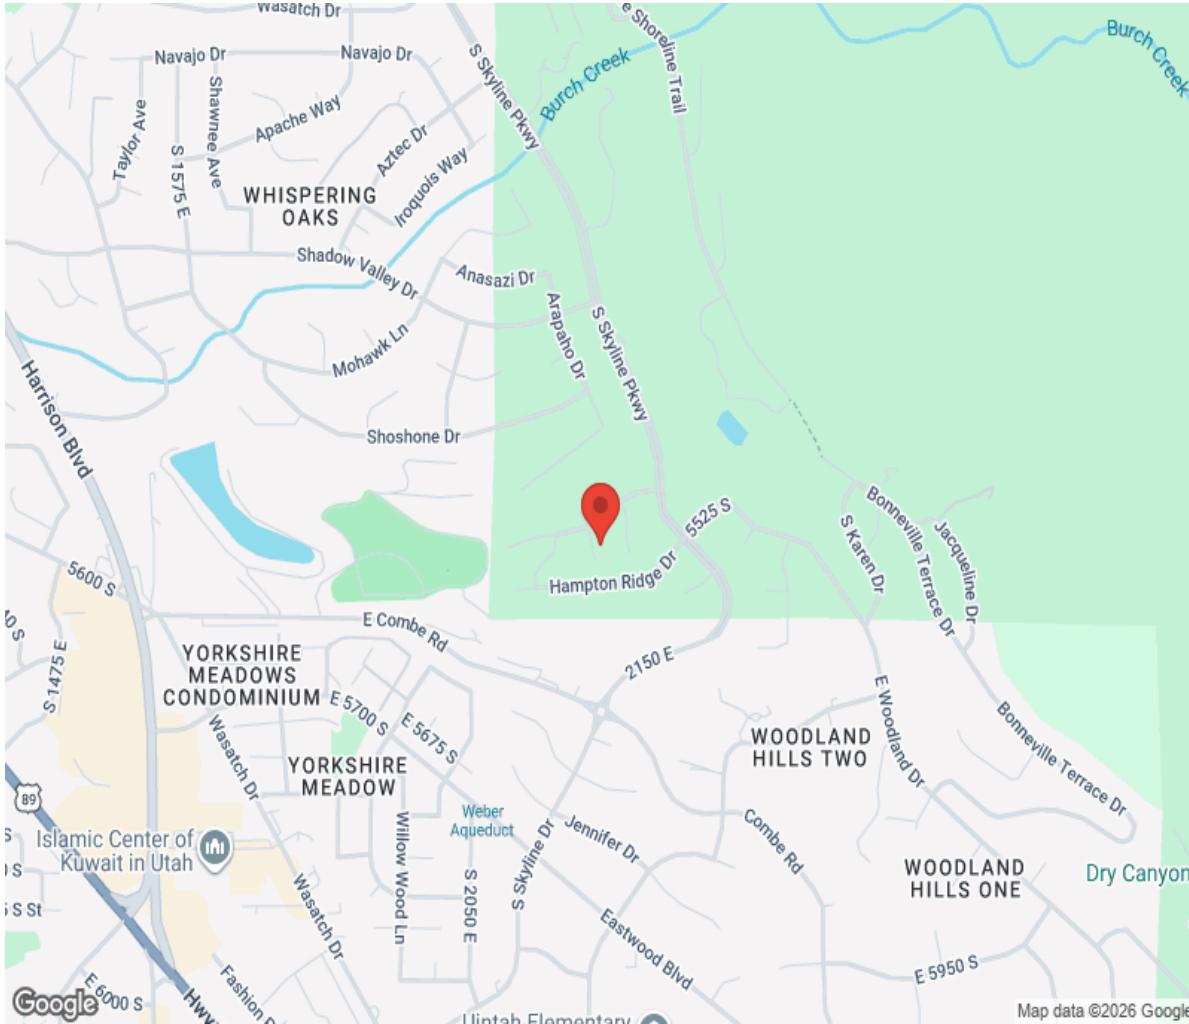 Wasatch Dr
Navajo Dr
Navajo Dr
S Skyline Pkwy
e Shoreline Trail
Burch Creek
Burch Creek
Taylor Ave
S 1575 E
Shawnee Ave
Apache Way
Aztec Dr
Iroquois Way
WHISPERING
OAKS
Shadow Valley Dr
Anasazi Dr
Arapaho Dr
S Skyline Pkwy
Mohawk Ln
Harrison Blvd
Shoshone Dr
5525 S
Hampton Ridge Dr
Bonneville Terrace Dr
S Karen Dr
Jacqueline Dr
5600 S
E Combe Rd
40 S
S 1475 E
YORKSHIRE
MEADOWS
CONDOMINIUM
2150 E
E 5700 S
E 5675 S
E Woodland Dr
Bonneville Terrace Dr
WOODLAND
HILLS TWO
Wasatch Dr
YORKSHIRE
MEADOW
89
Weber
Aqueduct
Islamic Center of
Kuwait in Utah
Willow Wood Ln
S 2050 E
S Skyline Dr
Jennifer Dr
Combe Rd
WOODLAND
HILLS ONE
Dry Canyon
Wasatch Dr
Eastwood Blvd
S St
E 5950 S
E 6000 S
Fashion
Hwy
Uintah Elementary
Google
Map data ©2026 Google